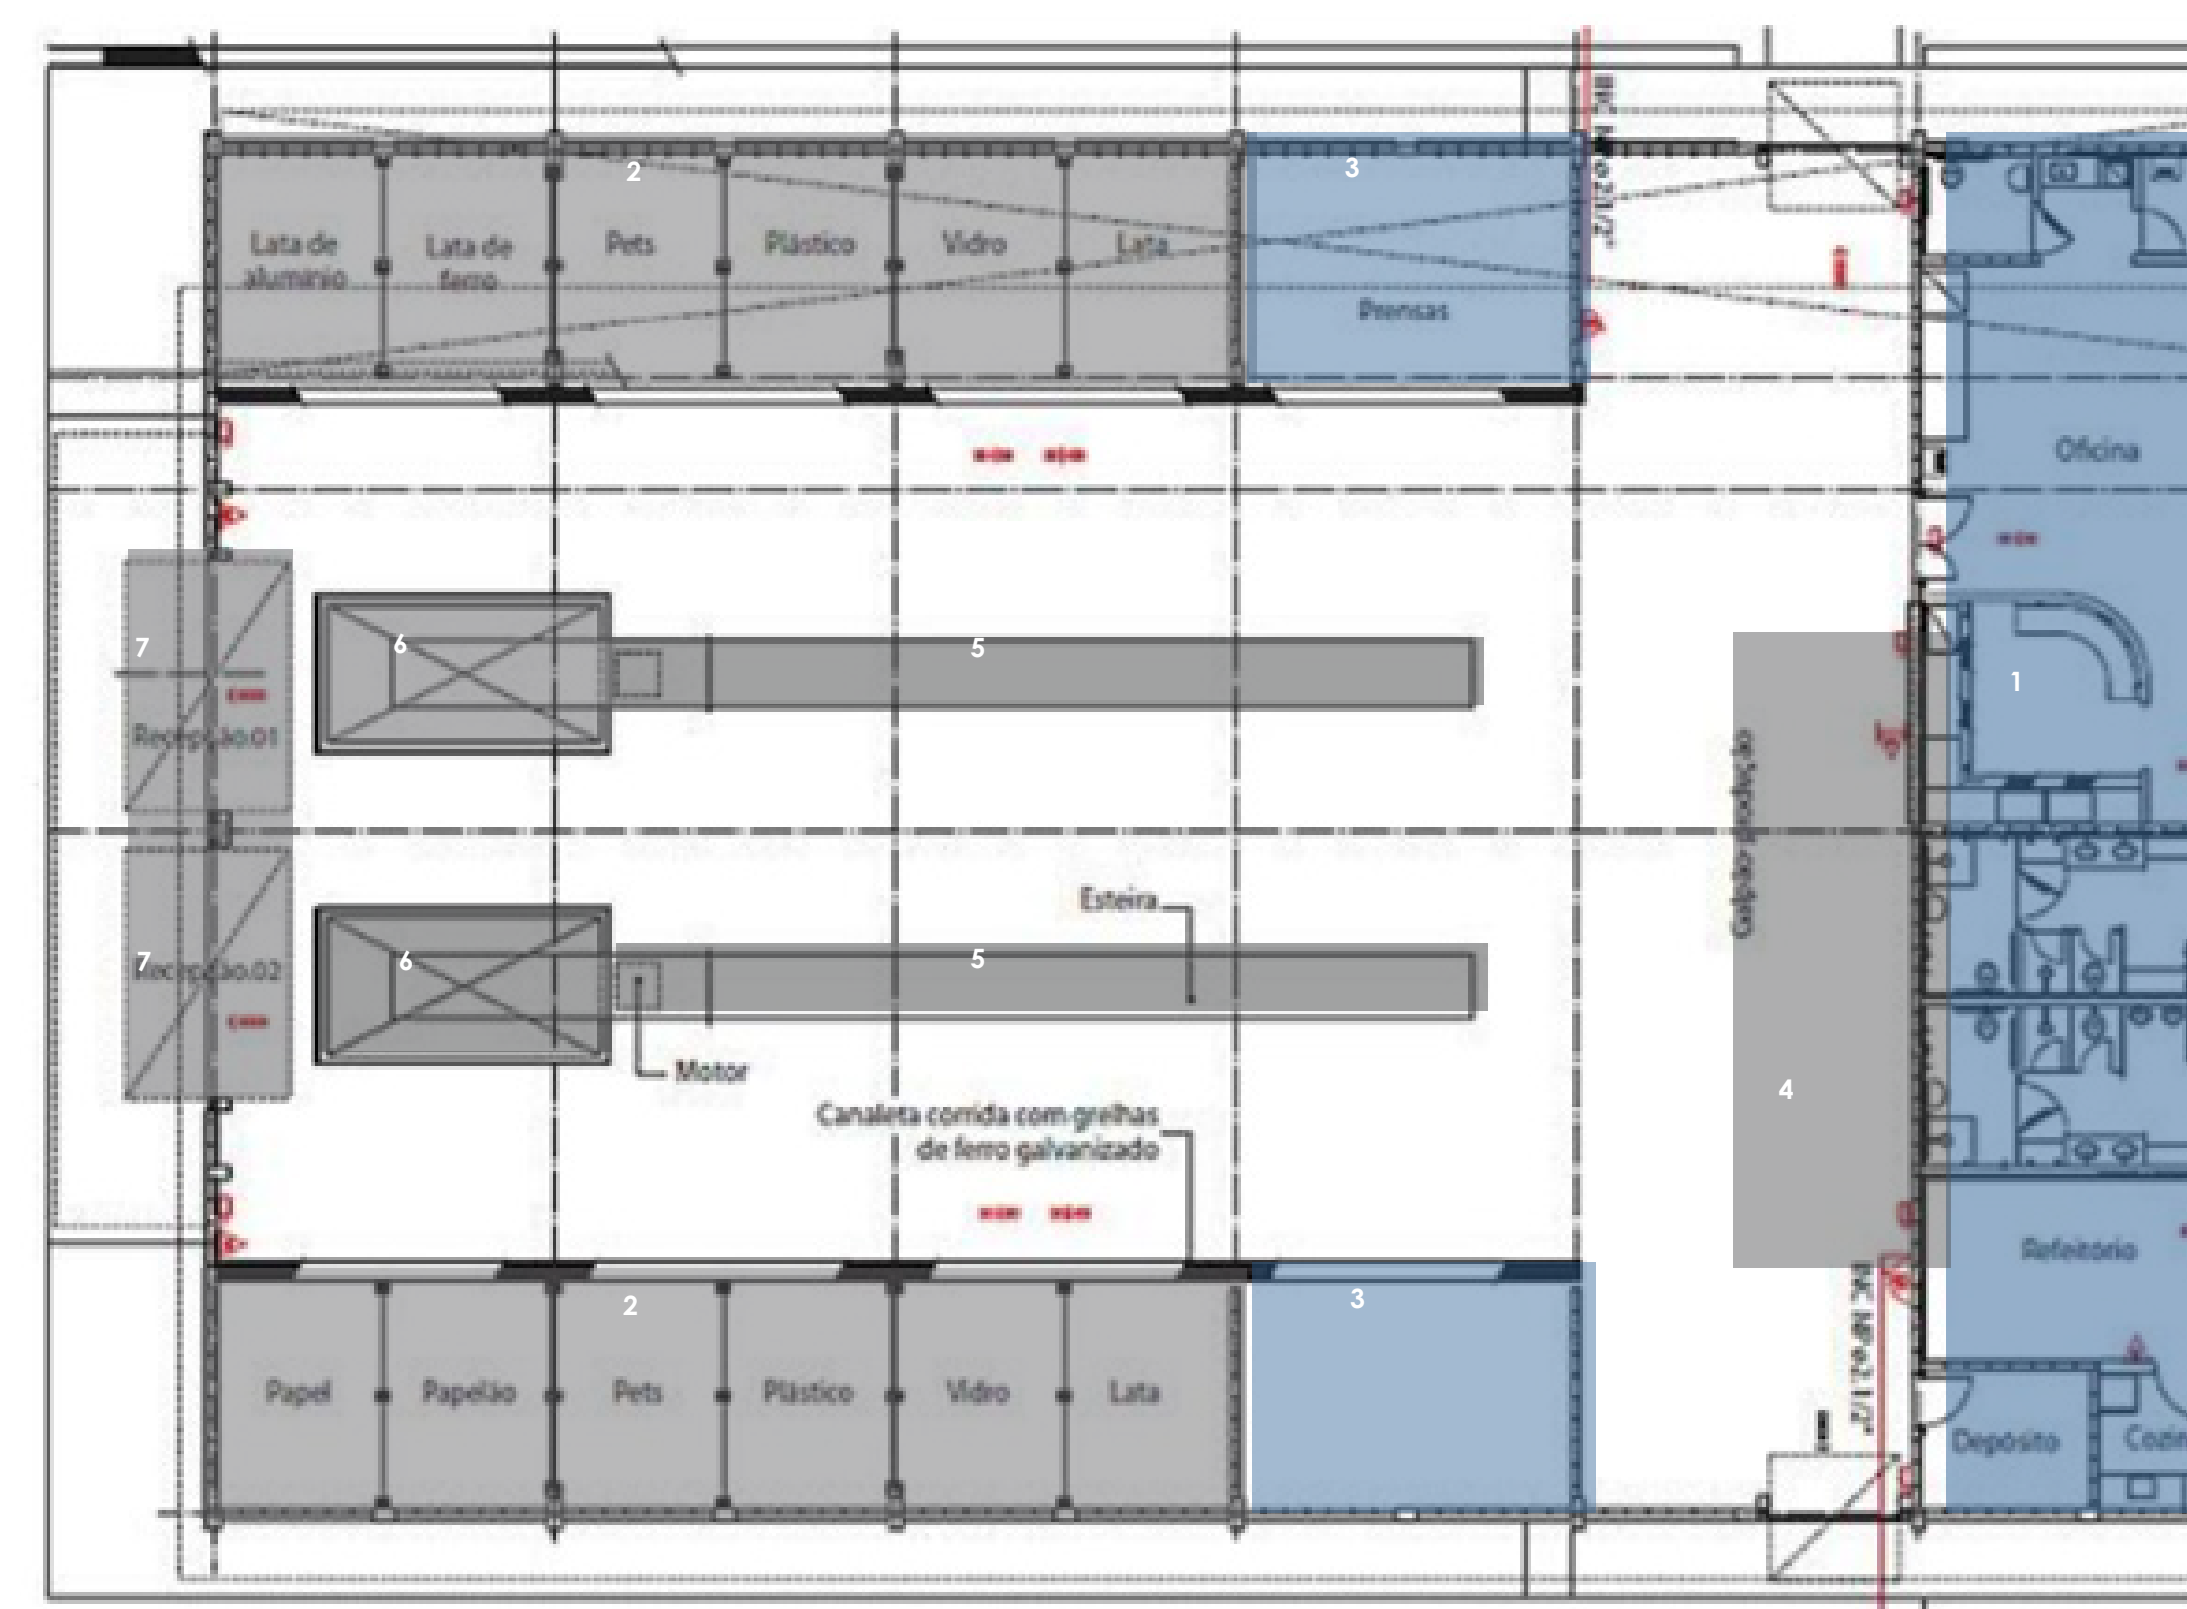 2
3
Lata de
alumínio
Lata de
ferro
Pets
Plástico
Vidro
Lata
Prensas
Oficina
7
6
5
1
Recepção.01
Galpão produção
Esteira
7
6
5
Recepção.02
Motor
4
Canaleta corrida com grelhas
de ferro galvanizado
Refeitório
2
3
Papel
Papelão
Pets
Plástico
Vidro
Lata
Depósito
Cozin